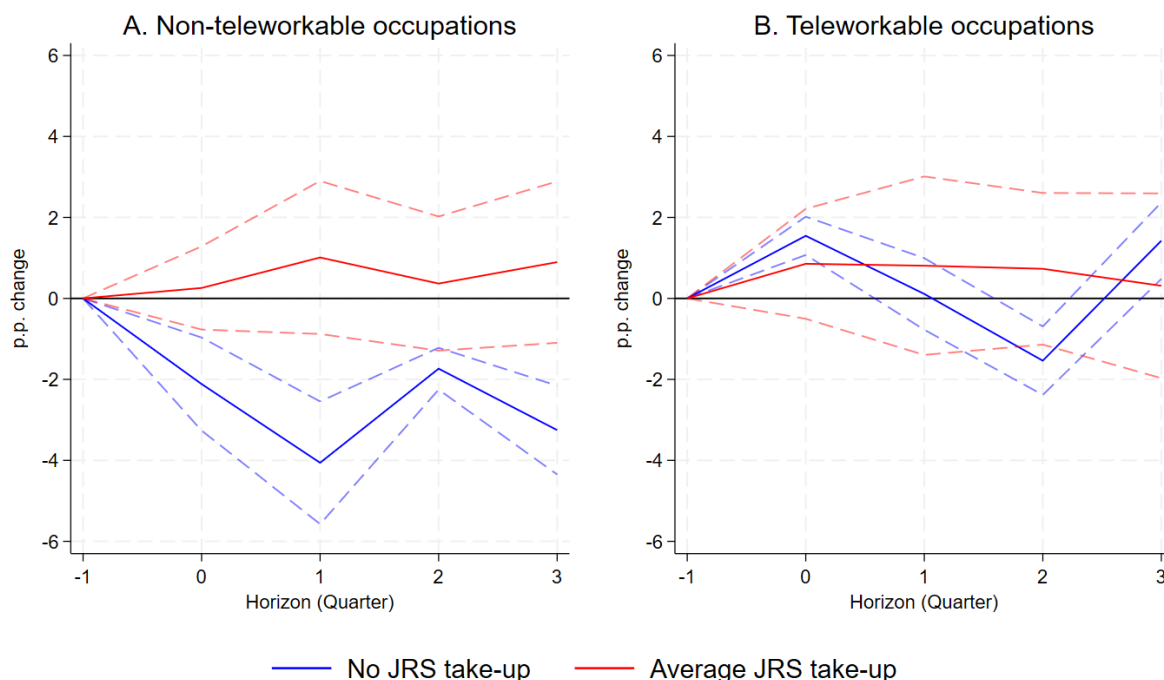 A. Non-teleworkable occupations
6
4
2
0
-2
-4
-6
p.p. change
-1 0 1 2 3
Horizon (Quarter)
B. Teleworkable occupations
6
4
2
0
-2
-4
-6
p.p. change
-1 0 1 2 3
Horizon (Quarter)
No JRS take-up Average JRS take-up